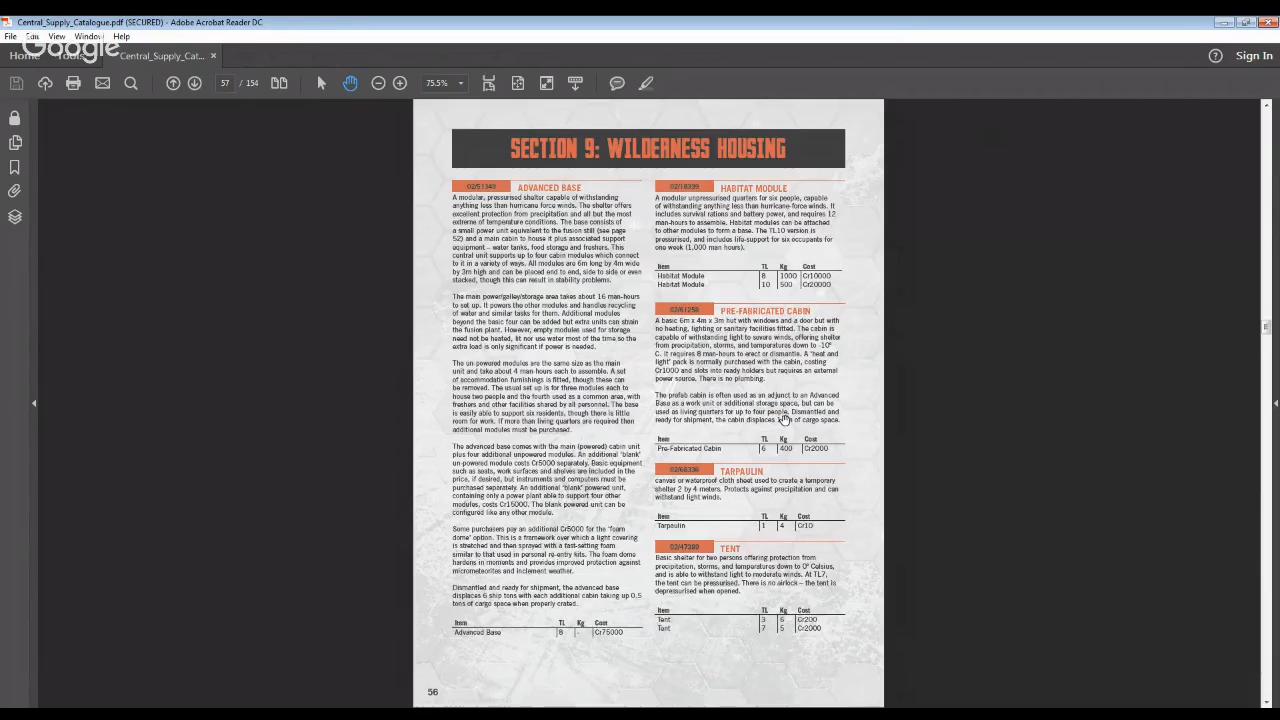 Central_Supply_Catalogue.pdf (SECURED) - Adobe Acrobat Reader DC
File Edit View Window Help
Google
Home Tools Central_Supply_Cat... × Sign In
57 / 154 75.5%
SECTION 9: WILDERNESS HOUSING
02/51343 ADVANCED BASE
A modular, pressurised shelter capable of withstanding
anything less than hurricane force winds. The shelter offers
excellent protection from precipitation and all but the most
extreme of temperature conditions. The base consists of
a small power unit equivalent to the fusion still (see page
52) and a main cabin to house it plus associated support
equipment – water tanks, food storage and freshers. This
central unit supports up to four cabin modules which connect
to it in a variety of ways. All modules are 6m long by 4m wide
by 3m high and can be placed end to end, side to side or even
stacked, though this can result in stability problems.
The main power/galley/storage area takes about 16 man-hours
to set up. It powers the other modules and handles recycling
of water and similar tasks for them. Additional modules
beyond the basic four can be added but extra units can strain
the fusion plant. However, empty modules used for storage
need not be heated, lit nor use water most of the time so the
extra load is only significant if power is needed.
The un-powered modules are the same size as the main
unit and take about 4 man-hours each to assemble. A set
of accommodation furnishings is fitted, though these can
be removed. The usual set up is for three modules each to
house two people and the fourth used as a common area, with
freshers and other facilities shared by all personnel. The base
is easily able to support six residents, though there is little
room for work. If more than living quarters are required then
additional modules must be purchased.
The advanced base comes with the main (powered) cabin unit
plus four additional unpowered modules. An additional ‘blank’
un-powered module costs Cr5000 separately. Basic equipment
such as seats, work surfaces and shelves are included in the
price, if desired, but instruments and computers must be
purchased separately. An additional ‘blank’ powered unit,
containing only a power plant able to support four other
modules, costs Cr15000. The blank powered unit can be
configured like any other module.
Some purchasers pay an additional Cr5000 for the ‘foam
dome’ option. This is a framework over which a light covering
is stretched and then sprayed with a fast-setting foam
similar to that used in personal re-entry kits. The foam dome
hardens in moments and provides improved protection against
micrometeorites and inclement weather.
Dismantled and ready for shipment, the advanced base
displaces 6 ship tons with each additional cabin taking up 0.5
tons of cargo space when properly crated.
Item TL Kg Cost
Advanced Base 8 - Cr75000
02/18399 HABITAT MODULE
A modular unpressurised quarters for six people, capable
of withstanding anything less than hurricane-force winds. It
includes survival rations and battery power, and requires 12
man-hours to assemble. Habitat modules can be attached
to other modules to form a base. The TL10 version is
pressurised, and includes life-support for six occupants for
one week (1,000 man hours).
Item TL Kg Cost
Habitat Module 8 1000 Cr10000
Habitat Module 10 500 Cr20000
02/61258 PRE-FABRICATED CABIN
A basic 6m x 4m x 3m hut with windows and a door but with
no heating, lighting or sanitary facilities fitted. The cabin is
capable of withstanding light to severe winds, offering shelter
from precipitation, storms, and temperatures down to -10°
C. It requires 8 man-hours to erect or dismantle. A ‘heat and
light’ pack is normally purchased with the cabin, costing
Cr1000 and slots into ready holders but requires an external
power source. There is no plumbing.
The prefab cabin is often used as an adjunct to an Advanced
Base as a work unit or additional storage space, but can be
used as living quarters for up to four people. Dismantled and
ready for shipment, the cabin displaces of cargo space.
Item TL Kg Cost
Pre-Fabricated Cabin 6 400 Cr2000
02/68336 TARPAULIN
canvas or waterproof cloth sheet used to create a temporary
shelter 2 by 4 meters. Protects against precipitation and can
withstand light winds.
Item TL Kg Cost
Tarpaulin 1 4 Cr10
02/47380 TENT
Basic shelter for two persons offering protection from
precipitation, storms, and temperatures down to 0° Celsius,
and is able to withstand light to moderate winds. At TL7,
the tent can be pressurised. There is no airlock – the tent is
depressurised when opened.
Item TL Kg Cost
Tent 3 6 Cr200
Tent 7 5 Cr2000
56